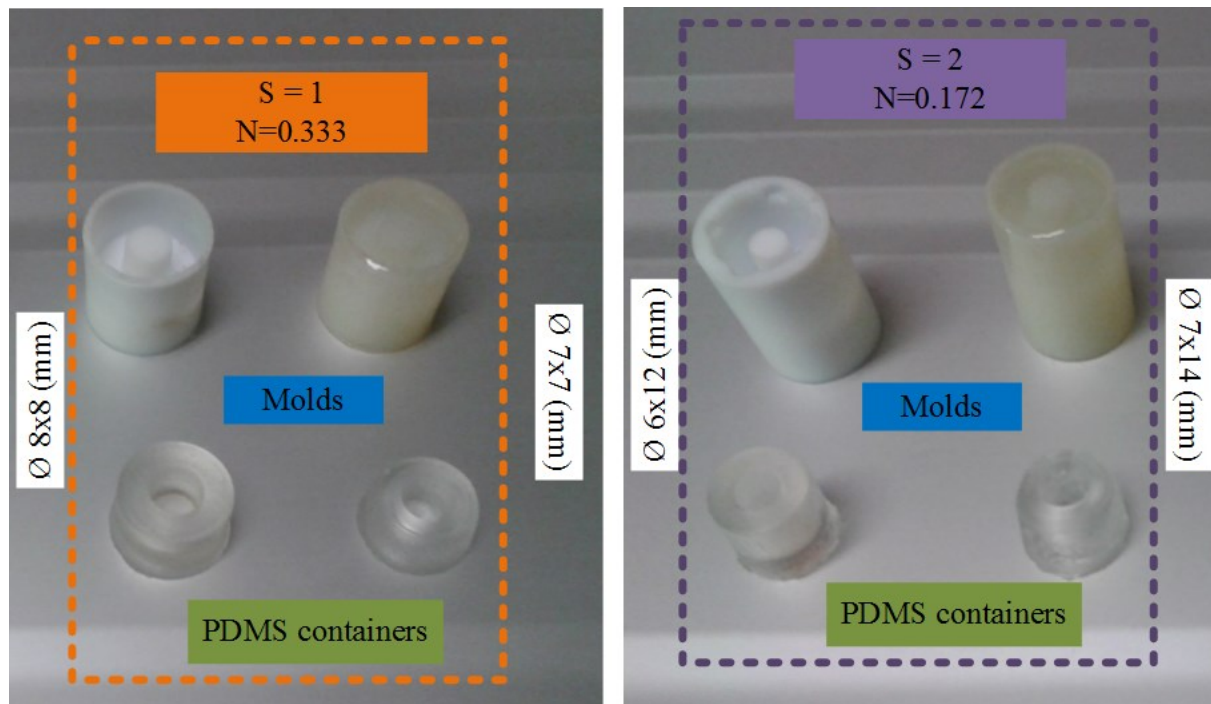 S = 1
N=0.333
Ø 8x8 (mm)
Ø 7x7 (mm)
Molds
PDMS containers
S = 2
N=0.172
Ø 6x12 (mm)
Ø 7x14 (mm)
Molds
PDMS containers